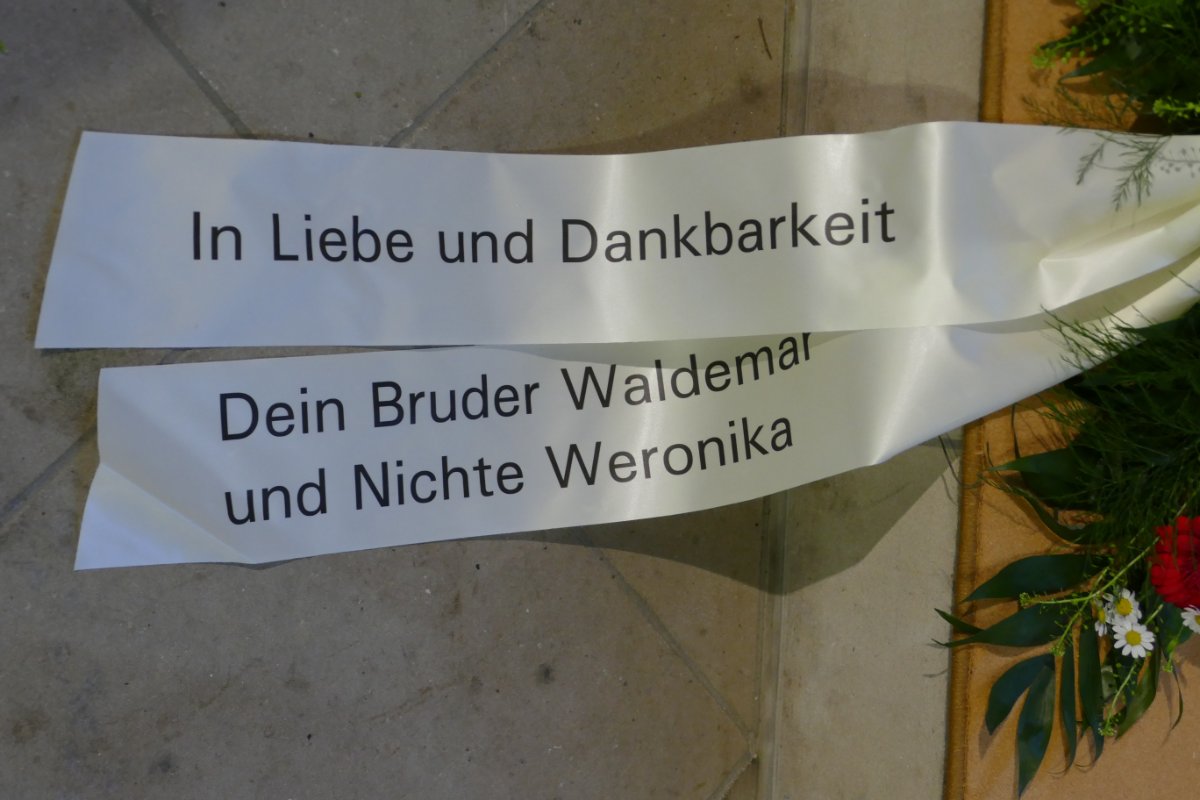 In Liebe und Dankbarkeit
Dein Bruder Waldemar
und Nichte Weronika